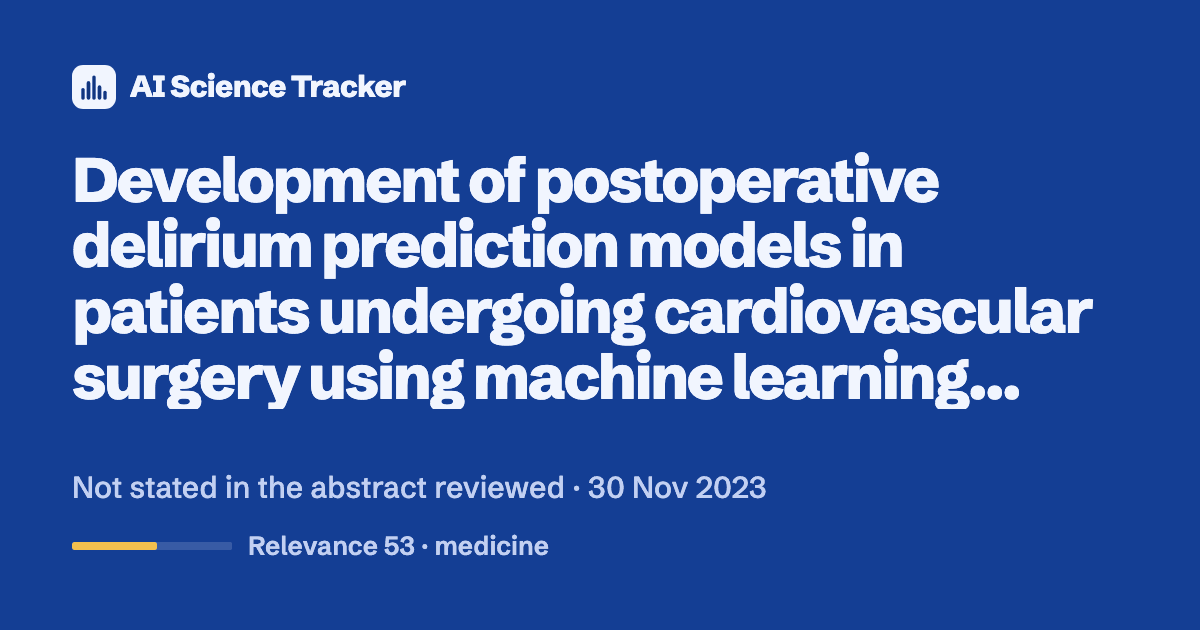 AI Science Tracker
Development of postoperative
delirium prediction models in
patients undergoing cardiovascular
surgery using machine learning...
Not stated in the abstract reviewed · 30 Nov 2023
Relevance 53 · medicine